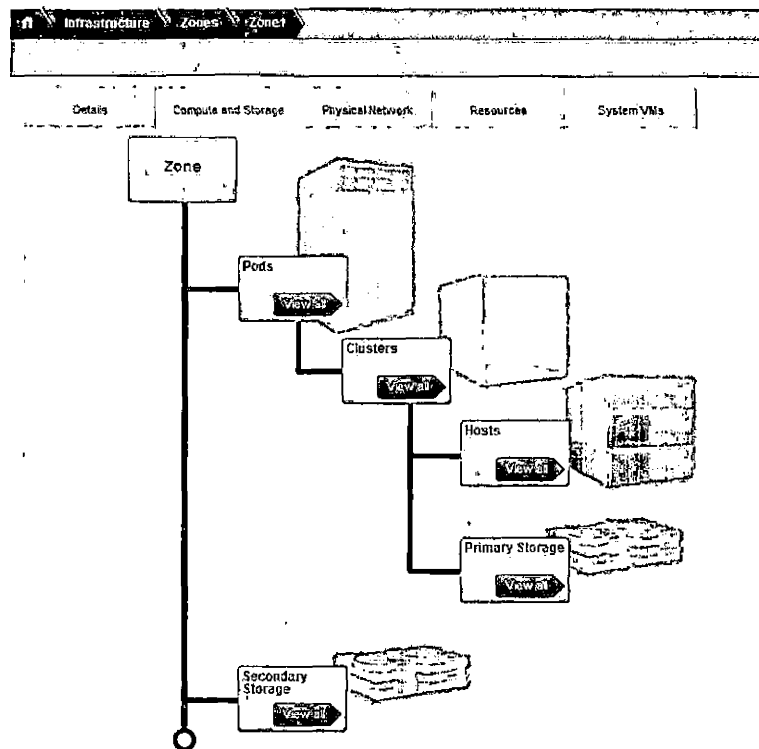 Infrastructure Zones Zone1
Details Compute and Storage Physical Network Resources System VMs
Zone
Pods
View all
Clusters
View all
Hosts
View all
Primary Storage
View all
Secondary
Storage
View all